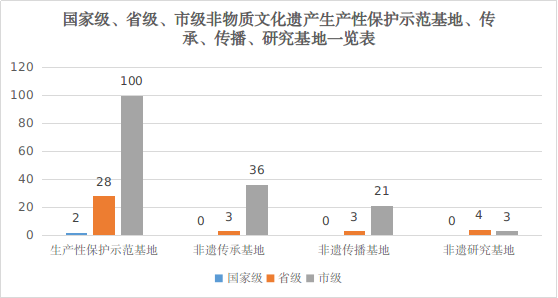 国家级、省级、市级非物质文化遗产生产性保护示范基地、传
承、传播、研究基地一览表
120
100
80
60
40
20
0
2 28 100
0 3 36
0 3 21
0 4 3
生产性保护示范基地 非遗传承基地 非遗传播基地 非遗研究基地
国家级 省级 市级